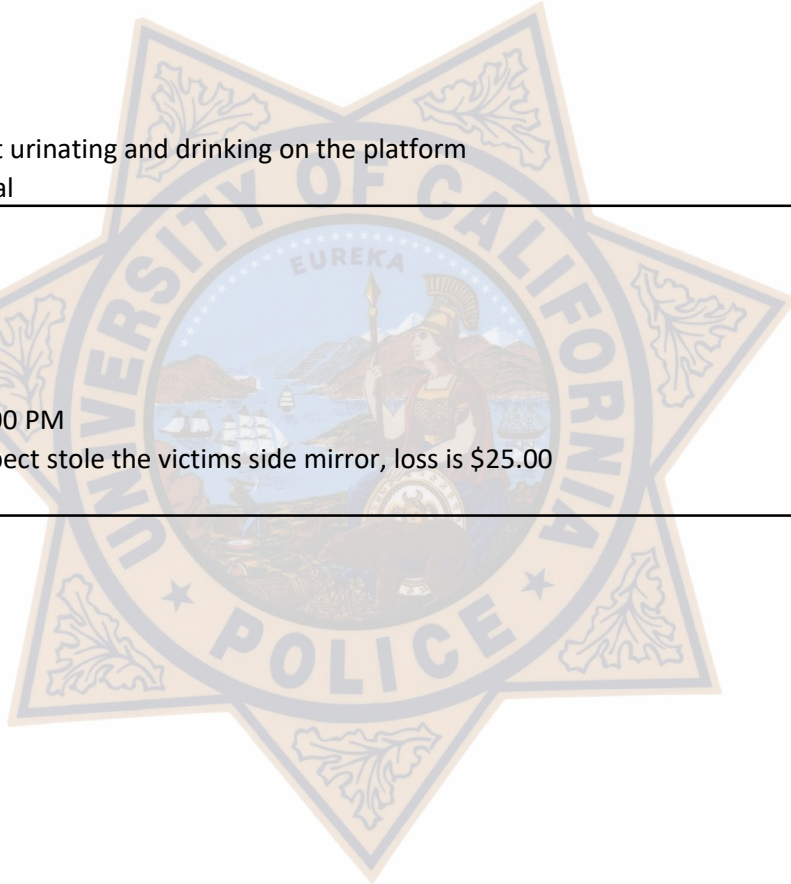 t urinating and drinking on the platform
al
00 PM
pect stole the victims side mirror, loss is $25.00
UNIVERSITY OF CALIFORNIA
EUREKA
POLICE